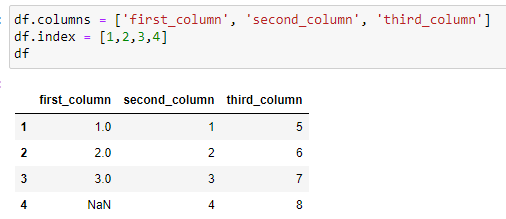 df.columns = ['first_column', 'second_column', 'third_column']
df.index = [1,2,3,4]
df
first_column second_column third_column
1 1.0 1 5
2 2.0 2 6
3 3.0 3 7
4 NaN 4 8